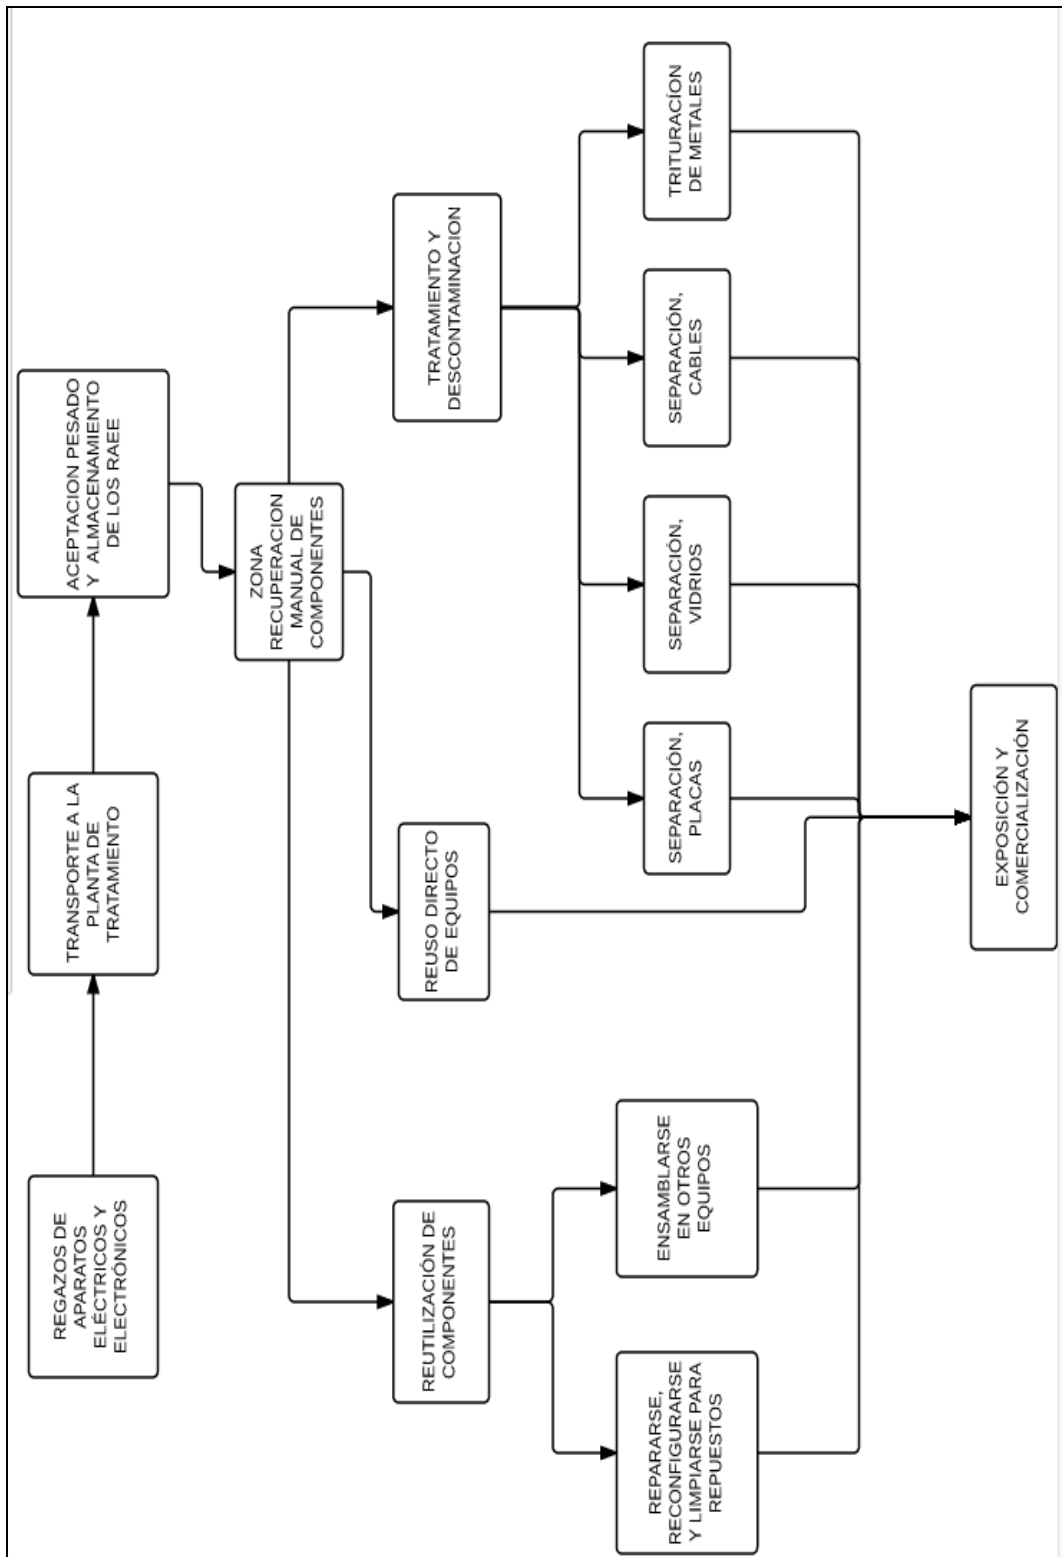 REGAZOS DE
APARATOS
ELÉCTRICOS Y
ELECTRÓNICOS
TRANSPORTE A LA
PLANTA DE
TRATAMIENTO
ACEPTACION PESADO
Y ALMACENAMIENTO
DE LOS RAEE
ZONA
RECUPERACION
MANUAL DE
COMPONENTES
REUTILIZACIÓN DE
COMPONENTES
REUSO DIRECTO
DE EQUIPOS
TRATAMIENTO Y
DESCONTAMINACION
REPARARSE,
RECONFIGURARSE
Y LIMPIARSE PARA
REPUESTOS
ENSAMBLARSE
EN OTROS
EQUIPOS
SEPARACIÓN,
PLACAS
SEPARACIÓN,
VIDRIOS
SEPARACIÓN,
CABLES
TRITURACÍON
DE METALES
EXPOSICIÓN Y
COMERCIALIZACIÓN